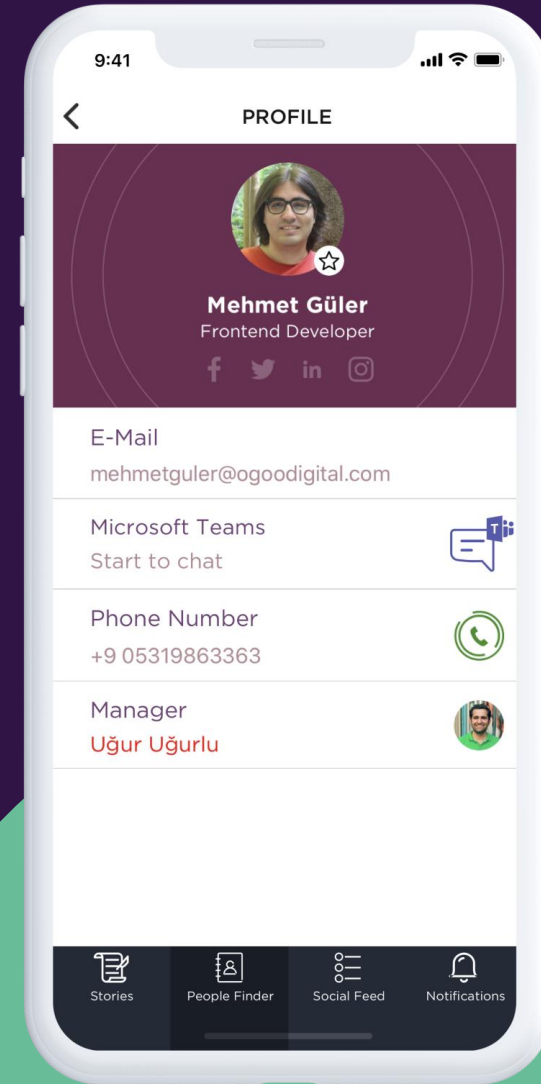 9:41
PROFILE
Mehmet Güler
Frontend Developer
E-Mail
mehmetguler@ogoodigital.com
Microsoft Teams
Start to chat
Phone Number
+9 05319863363
Manager
Uğur Uğurlu
Stories
People Finder
Social Feed
Notifications